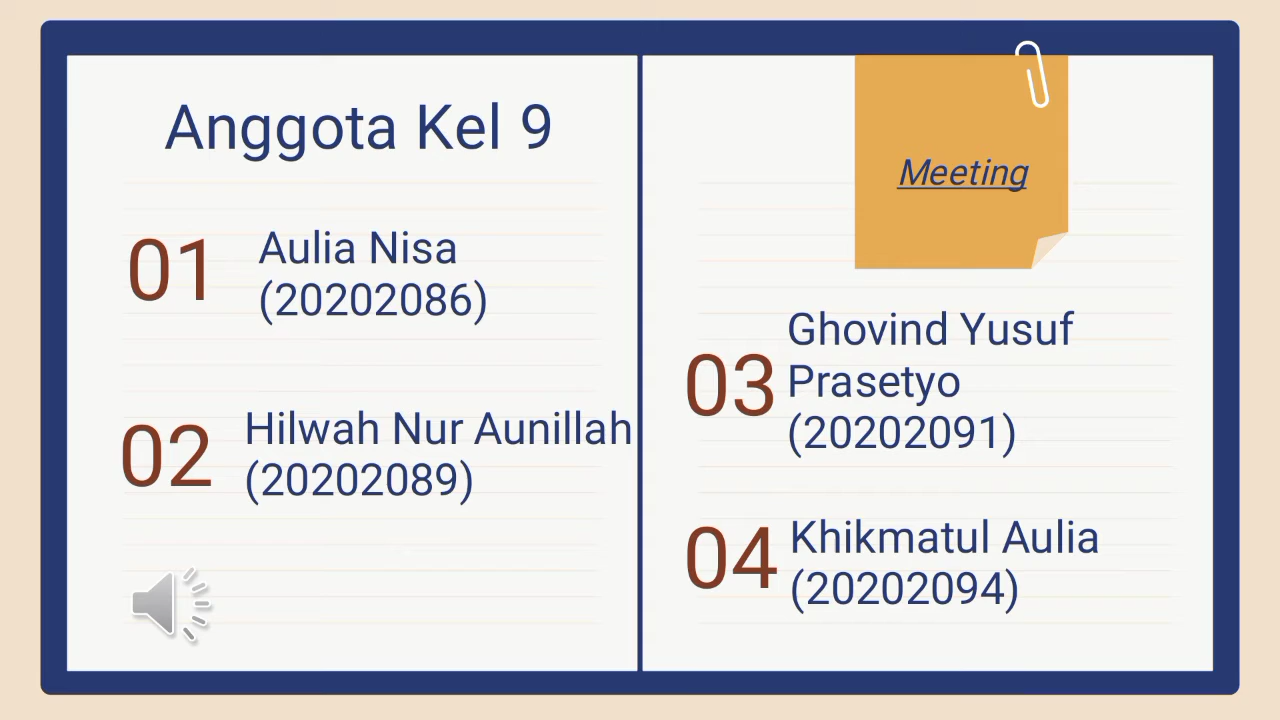 Anggota Kel 9
01
Aulia Nisa
(20202086)
02
Hilwah Nur Aunillah
(20202089)
Meeting
03
Ghovind Yusuf
Prasetyo
(20202091)
04
Khikmatul Aulia
(20202094)